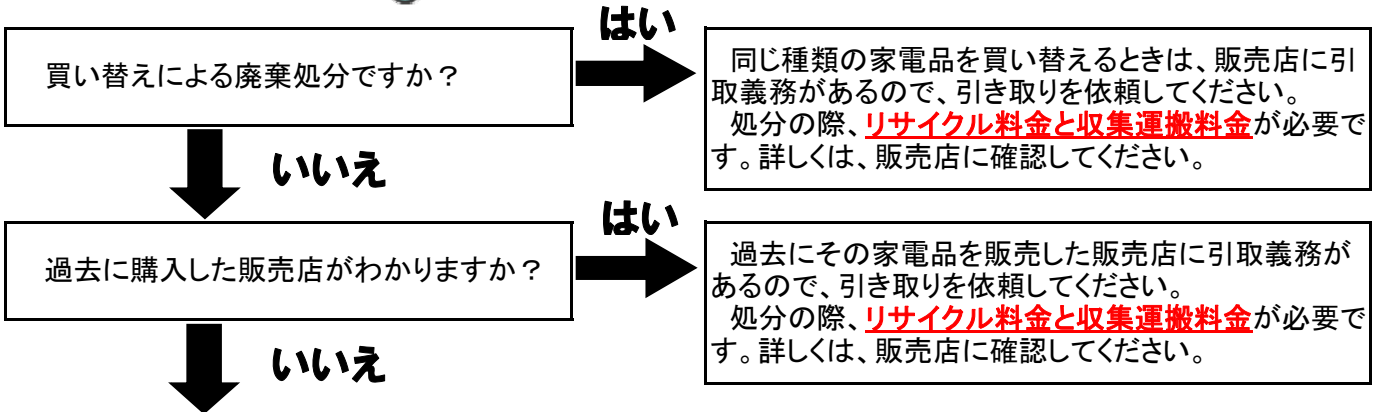 買い替えによる廃棄処分ですか？
はい
同じ種類の家電品を買い替えるときは、販売店に引
取義務があるので、引き取りを依頼してください。
処分の際、リサイクル料金と収集運搬料金が必要で
す。詳しくは、販売店に確認してください。
いいえ
過去に購入した販売店がわかりますか？
はい
過去にその家電品を販売した販売店に引取義務が
あるので、引き取りを依頼してください。
処分の際、リサイクル料金と収集運搬料金が必要で
す。詳しくは、販売店に確認してください。
いいえ